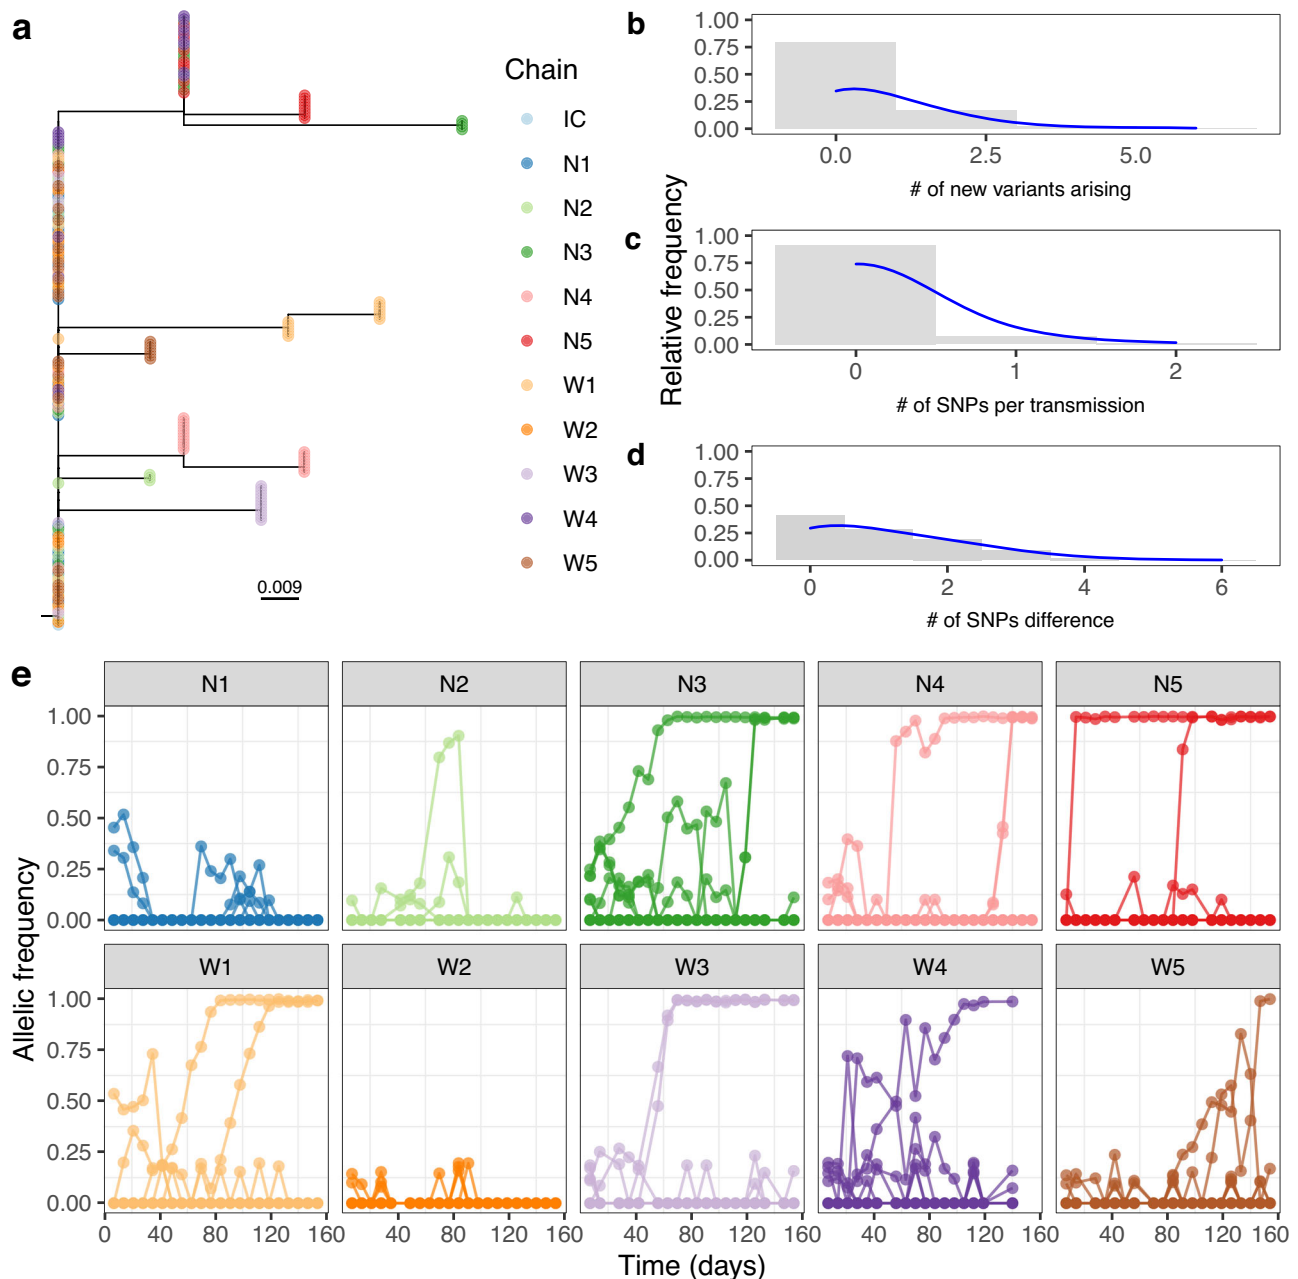 a
Chain
IC
N1
N2
N3
N4
N5
W1
W2
W3
W4
W5
0.009
Relative frequency
b
1.00
0.75
0.50
0.25
0.00
0.0 2.5 5.0
# of new variants arising
c
1.00
0.75
0.50
0.25
0.00
0 1 2
# of SNPs per transmission
d
1.00
0.75
0.50
0.25
0.00
0 2 4 6
# of SNPs difference
e
N1 N2 N3 N4 N5
1.00
0.75
0.50
0.25
0.00
Allelic frequency
W1 W2 W3 W4 W5
1.00
0.75
0.50
0.25
0.00
0 40 80 120 160 40 80 120 160 0 40 80 120 160 0 40 80 120 160 0 40 80 120 160
Time (days)